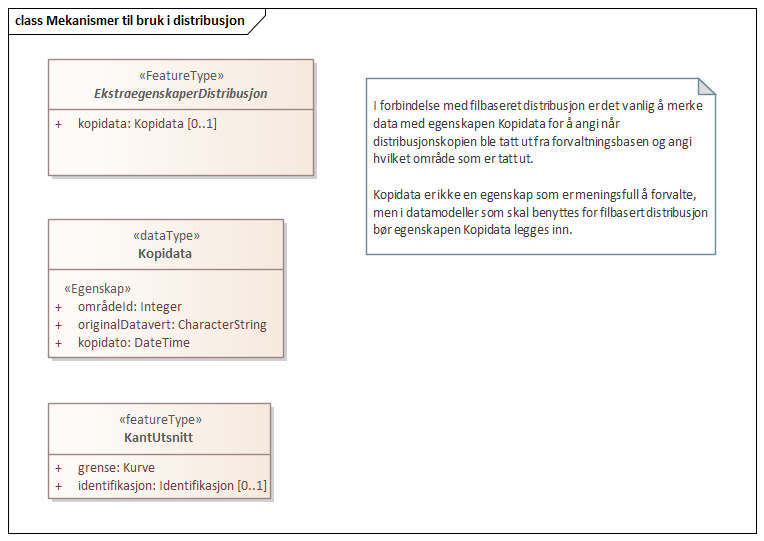 class Mekanismer til bruk i distribusjon
«FeatureType»
EkstraegenskaperDistribusjon
+ kopidata: Kopidata [0..1]
I forbindelse med filbaseret distribusjon er det vanlig å merke
data med egenskapen Kopidata for å angi når
distribusjonskopien ble tatt ut fra forvaltningsbasen og angi
hvilket område som er tatt ut.
Kopidata er ikke en egenskap som er meningsfull å forvalte,
men i datamodeller som skal benyttes for filbasert distribusjon
bør egenskapen Kopidata legges inn.
«dataType»
Kopidata
«Egenskap»
+ områdeId: Integer
+ originalDatavert: CharacterString
+ kopidato: DateTime
«featureType»
KantUtsnitt
+ grense: Kurve
+ identifikasjon: Identifikasjon [0..1]